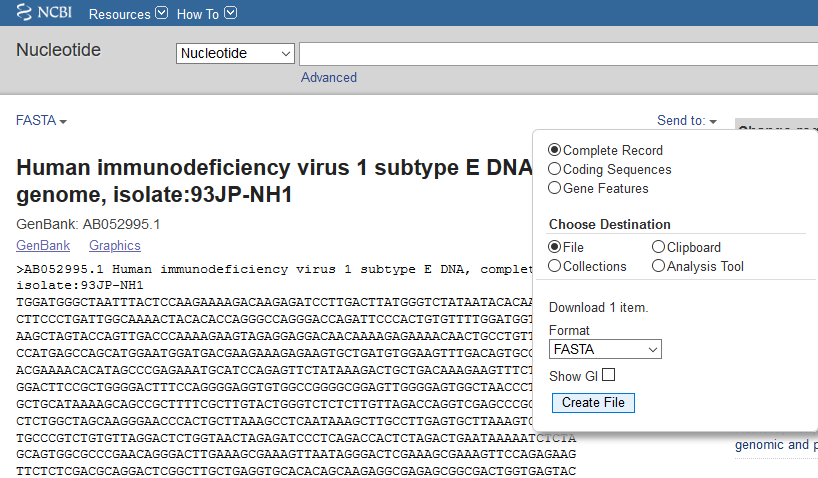 NCBI Resources How To
Nucleotide
Nucleotide
Advanced
FASTA
Send to:
Human immunodeficiency virus 1 subtype E DNA
genome, isolate:93JP-NH1
GenBank: AB052995.1
GenBank Graphics
>AB052995.1 Human immunodeficiency virus 1 subtype E DNA, complet
isolate:93JP-NH1
TGGATGGGCTAATTTACTCCAAGAAAAGACAAGAGATCCTTGACTTATGGGTCTATAATACACAA
CTTCCCTGATTGGCAAAACTACACACCAGGGCCAGGGACCAGATTCCCACTGTGTTTTGGATGGT
AAGCTAGTACCAGTTGACCCAAAAGAAGTAGAGGAGGACAACAAAAGAGAAAACAACTGCCTGTT
CCATGAGCCAGCATGGAATGGATGACGAAGAAAGAGAAGTGCTGATGTGGAAGTTTGACAGTGCC
ACGAAAACACATAGCCCGAGAAATGCATCCAGAGTTCTATAAAGACTGCTGACAAAGAAGTTTCT
GGACTTCCGCTGGGGACTTTCCAGGGGAGGTGTGGCCGGGGCGGAGTTGGGGAGTGGCTAACCCT
GCTGCATAAAAGCAGCCGCTTTTCGCTTGTACTGGGTCTCTCTTGTTAGACCAGGTCGAGCCCGG
CTCTGGCTAGCAAGGGAACCCACTGCTTAAAGCCTCAATAAAGCTTGCCTTGAGTGCTTAAAGTG
TGCCCGTCTGTGTTAGGACTCTGGTAACTAGAGATCCCTCAGACCACTCTAGACTGAATAAAAATCTCTA
GCAGTGGCGCCCGAACAGGGACTTGAAAGCGAAAGTTAATAGGGACTCGAAAGCGAAAGTTCCAGAGAAG
TTCTCTCGACGCAGGACTCGGCTTGCTGAGGTGCACACAGCAAGAGGCGAGAGCGGCGACTGGTGAGTAC
Complete Record
Coding Sequences
Gene Features
Choose Destination
File Clipboard
Collections Analysis Tool
Download 1 item.
Format
FASTA
Show GI
Create File
genomic and p